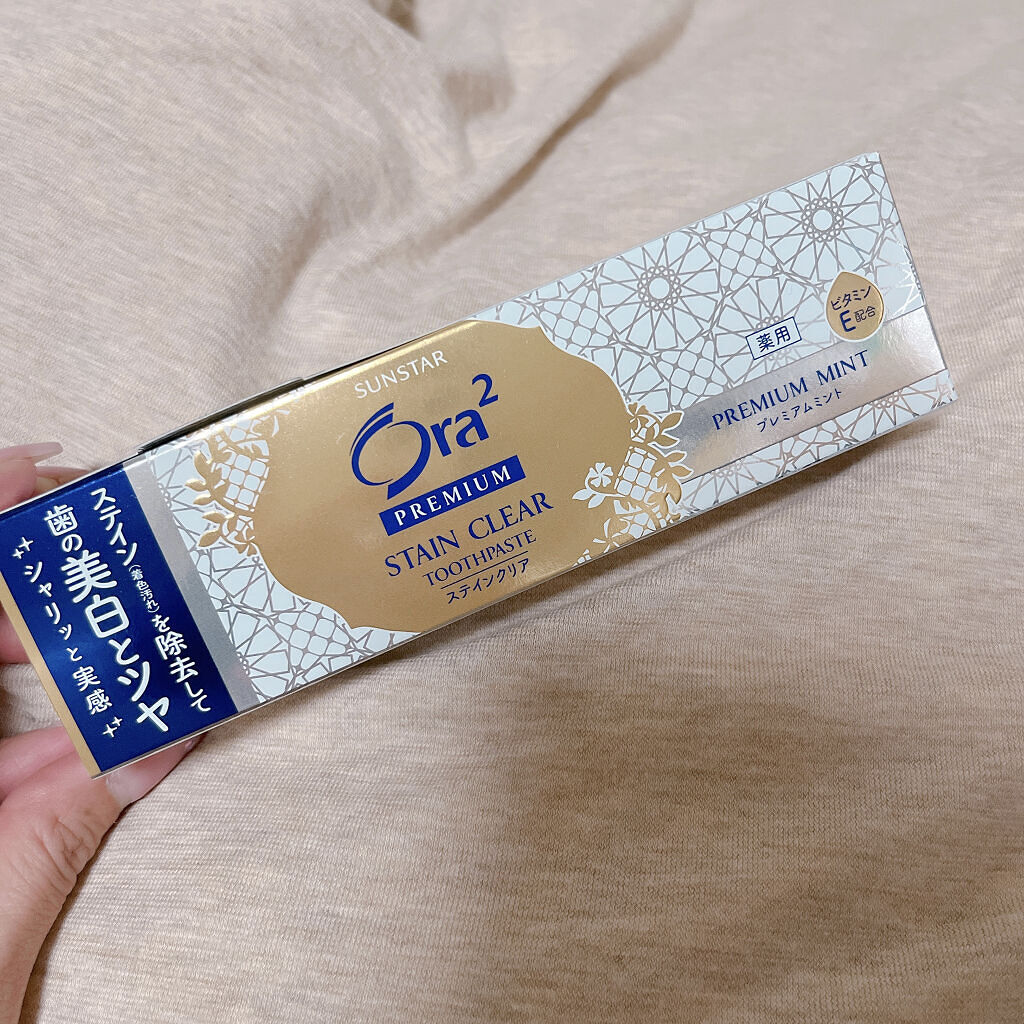 SUNSTAR
Ora²
PREMIUM
STAIN CLEAR
TOOTHPASTE
ステインクリア
ビタミン
E配合
薬用
PREMIUM MINT
プレミアムミント
ステイン(着色汚れ)を除去して
歯の美白とツヤ
シャリッと実感